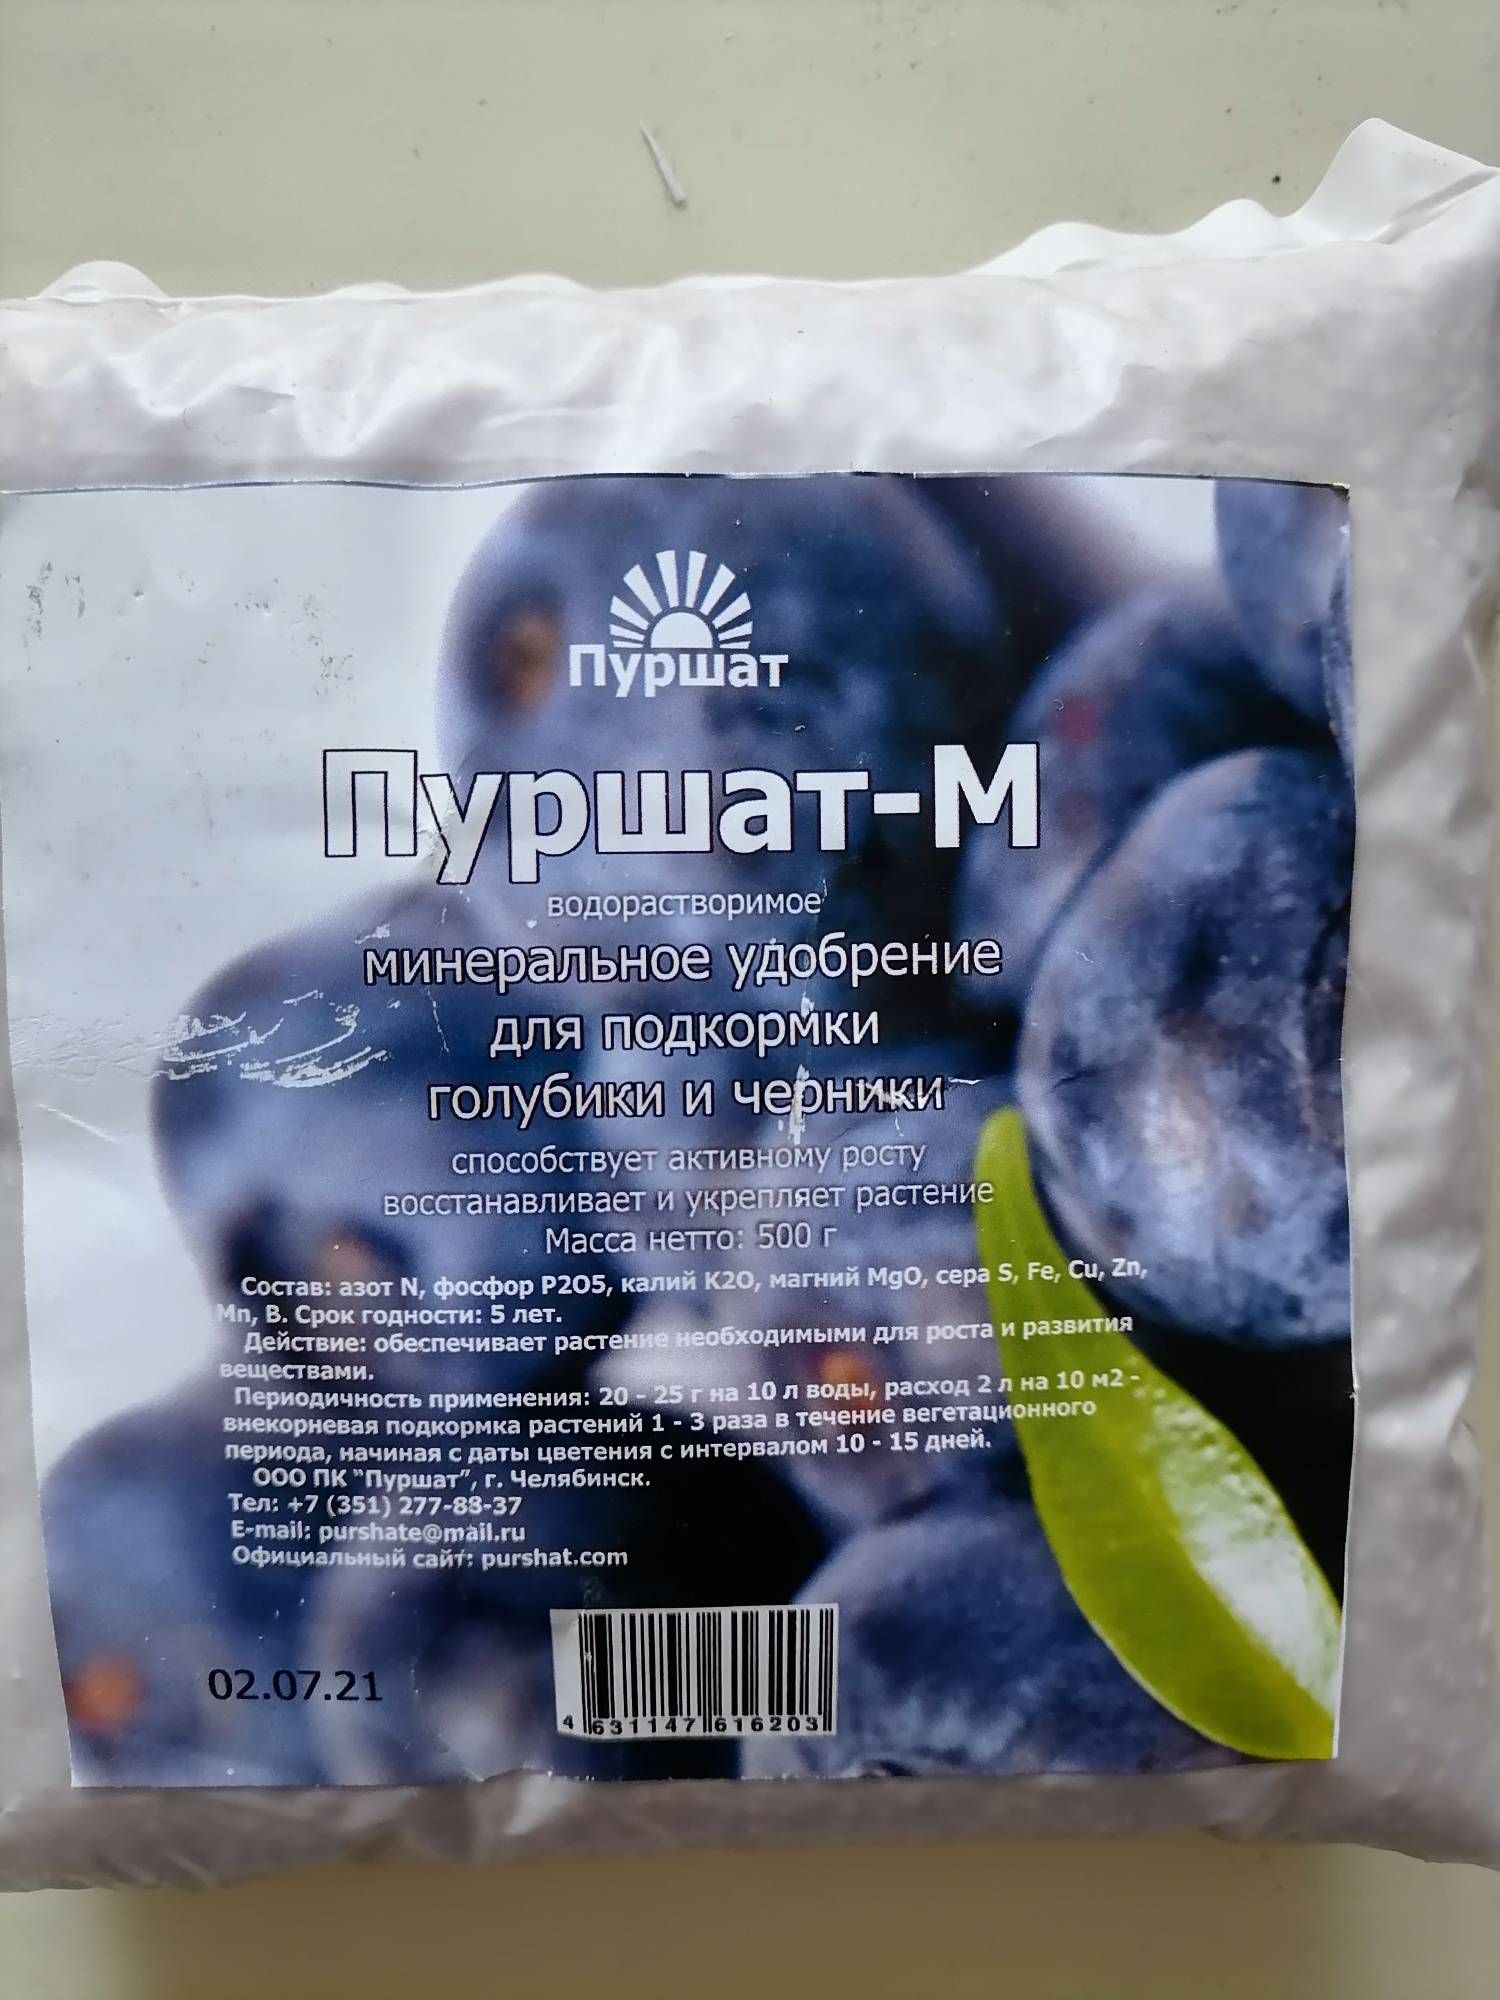 Пуршат
Пуршат-М
водорастворимое
минеральное удобрение
для подкормки
голубики и черники
способствует активному росту
восстанавливает и укрепляет растение
Масса нетто: 500 г
Состав: азот N, фосфор P2O5, калий K2O, магний MgO, сера S, Fe, Cu, Zn,
Mn, B. Срок годности: 5 лет.
Действие: обеспечивает растение необходимыми для роста и развития
веществами.
Периодичность применения: 20 - 25 г на 10 л воды, расход 2 л на 10 м2 -
внекорневая подкормка растений 1 - 3 раза в течение вегетационного
периода, начиная с даты цветения с интервалом 10 - 15 дней.
ООО ПК "Пуршат", г. Челябинск.
Тел: +7 (351) 277-88-37
E-mail: purshate@mail.ru
Официальный сайт: purshat.com
02.07.21
4 631147 616203